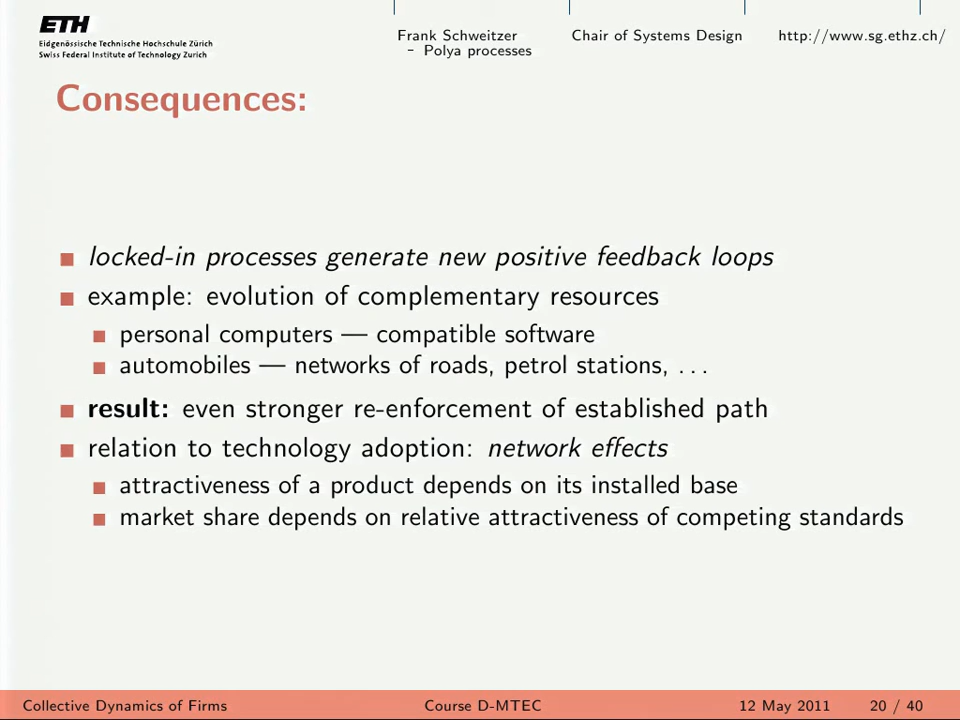 ETH
Eidgenössische Technische Hochschule Zürich
Swiss Federal Institute of Technology Zurich
Frank Schweitzer
– Polya processes
Chair of Systems Design
http://www.sg.ethz.ch/
Consequences:
locked-in processes generate new positive feedback loops
example: evolution of complementary resources
personal computers — compatible software
automobiles — networks of roads, petrol stations, ...
result: even stronger re-enforcement of established path
relation to technology adoption: network effects
attractiveness of a product depends on its installed base
market share depends on relative attractiveness of competing standards
Collective Dynamics of Firms
Course D-MTEC
12 May 2011
20 / 40